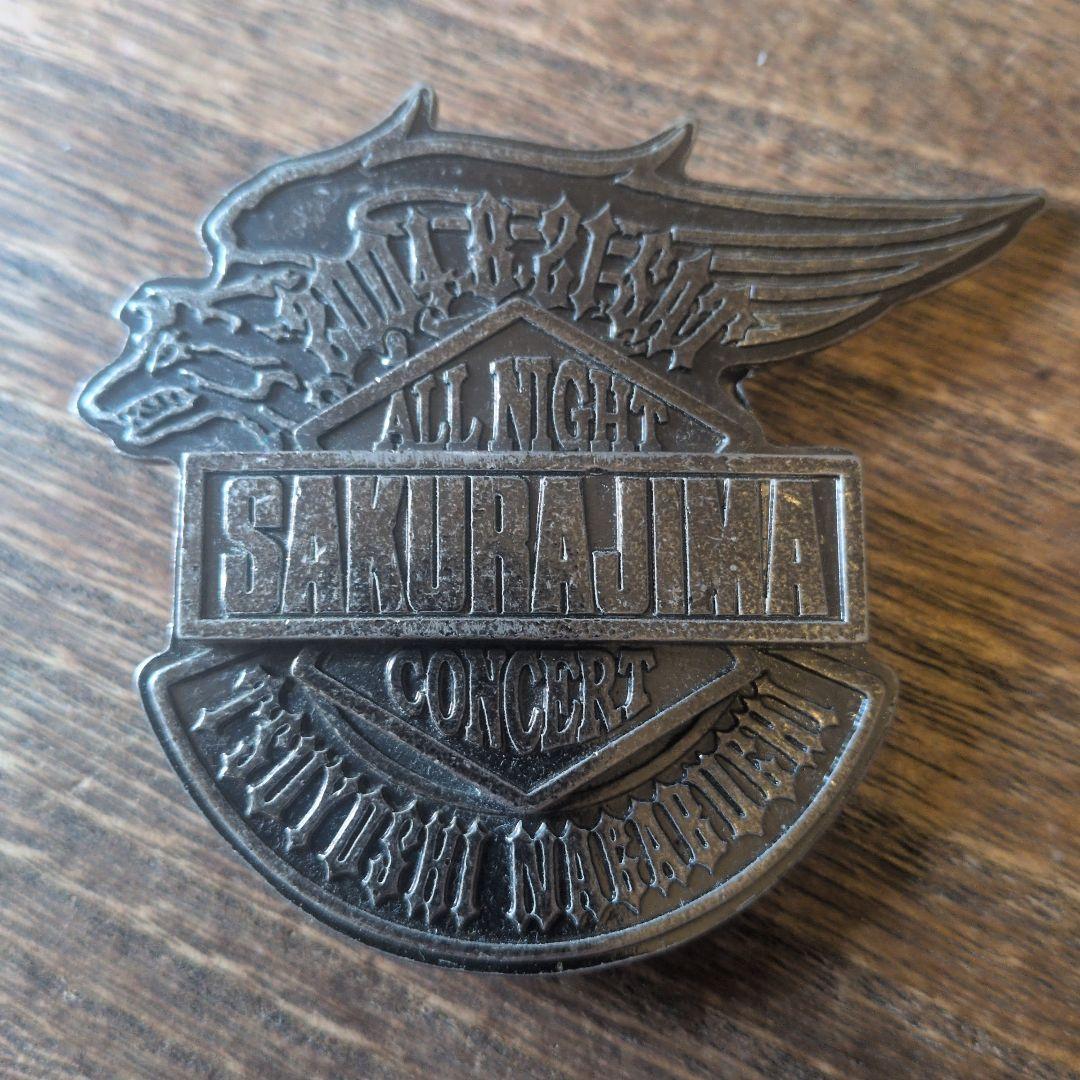 2004-8-21-SAT
ALL NIGHT
SAKURAJIMA
CONCERT
TSUYOSHI NAGABUCHI